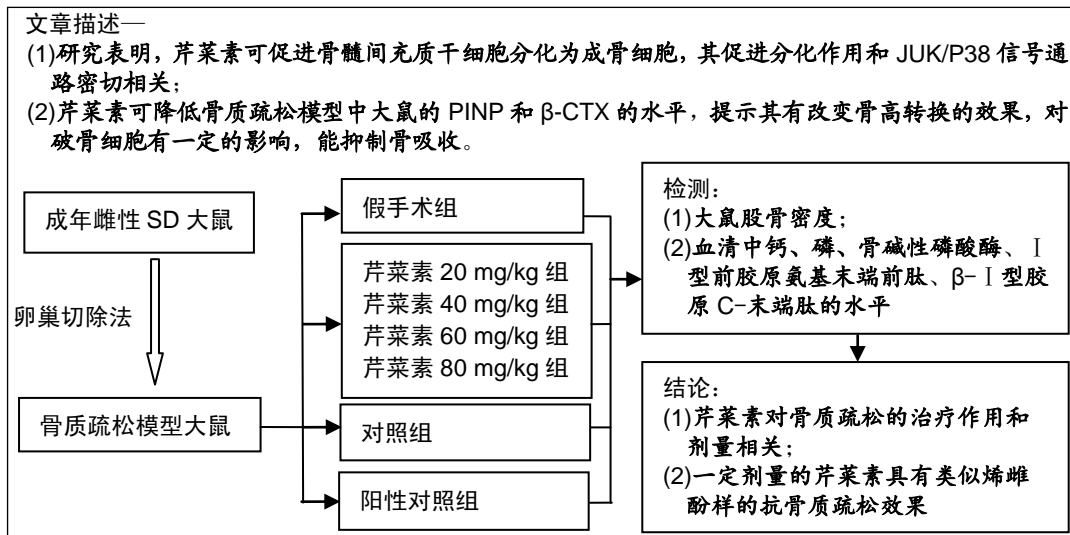 文章描述—
(1)研究表明，芹菜素可促进骨髓间充质干细胞分化为成骨细胞，其促进分化作用和 JUK/P38 信号通
路密切相关；
(2)芹菜素可降低骨质疏松模型中大鼠的 PINP 和 β-CTX 的水平，提示其有改变骨高转换的效果，对
破骨细胞有一定的影响，能抑制骨吸收。
成年雌性 SD 大鼠
卵巢切除法
骨质疏松模型大鼠
假手术组
芹菜素 20 mg/kg 组
芹菜素 40 mg/kg 组
芹菜素 60 mg/kg 组
芹菜素 80 mg/kg 组
对照组
阳性对照组
检测：
(1)大鼠股骨密度；
(2)血清中钙、磷、骨碱性磷酸酶、Ⅰ
型前胶原氨基末端前肽、β-Ⅰ型胶
原 C-末端肽的水平
结论：
(1)芹菜素对骨质疏松的治疗作用和
剂量相关；
(2)一定剂量的芹菜素具有类似烯雌
酚样的抗骨质疏松效果